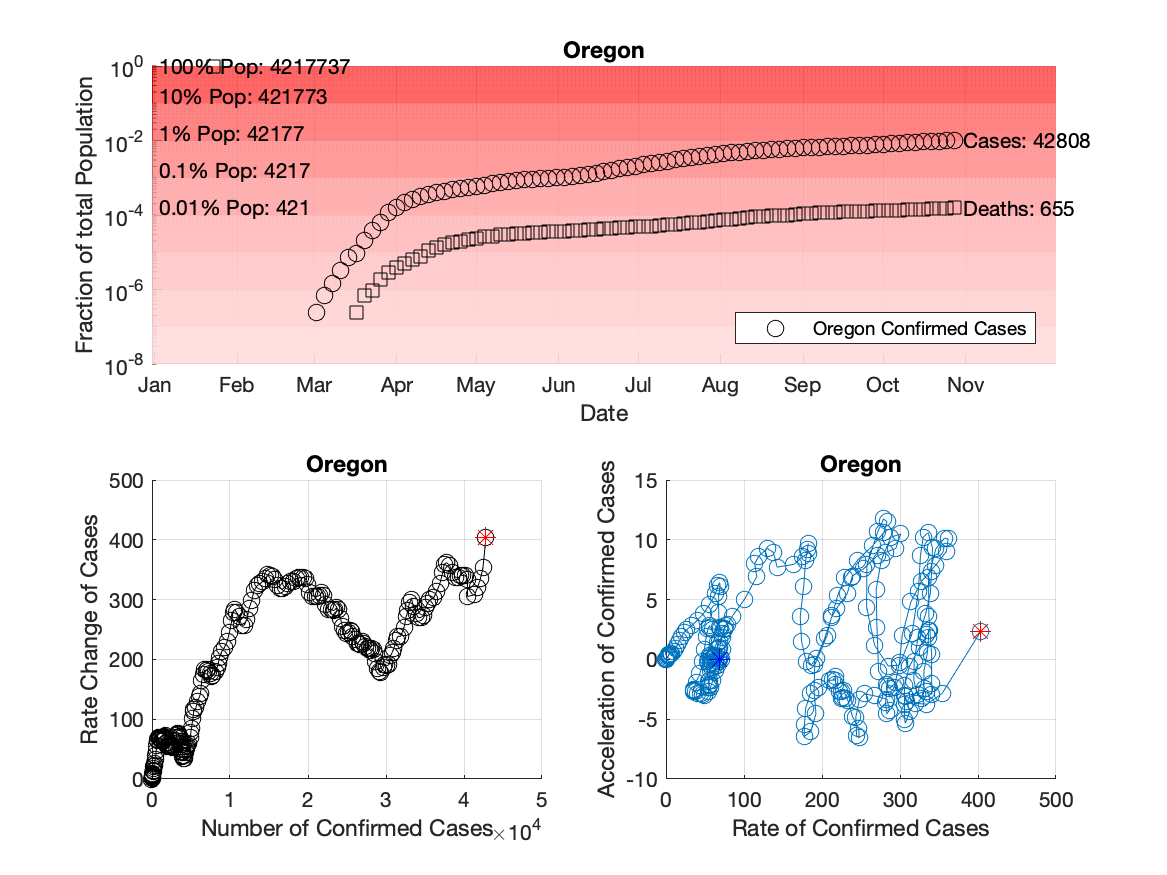 Oregon
10^0
100% Pop: 4217737
10% Pop: 421773
10^-2
1% Pop: 42177
Cases: 42808
0.1% Pop: 4217
10^-4
0.01% Pop: 421
Deaths: 655
10^-6
Oregon Confirmed Cases
10^-8
Fraction of total Population
Jan Feb Mar Apr May Jun Jul Aug Sep Oct Nov
Date
Oregon
500
400
300
200
100
0
Rate Change of Cases
0 1 2 3 4 5
Number of Confirmed Cases ×10^4
Oregon
15
10
5
0
-5
-10
Acceleration of Confirmed Cases
0 100 200 300 400 500
Rate of Confirmed Cases